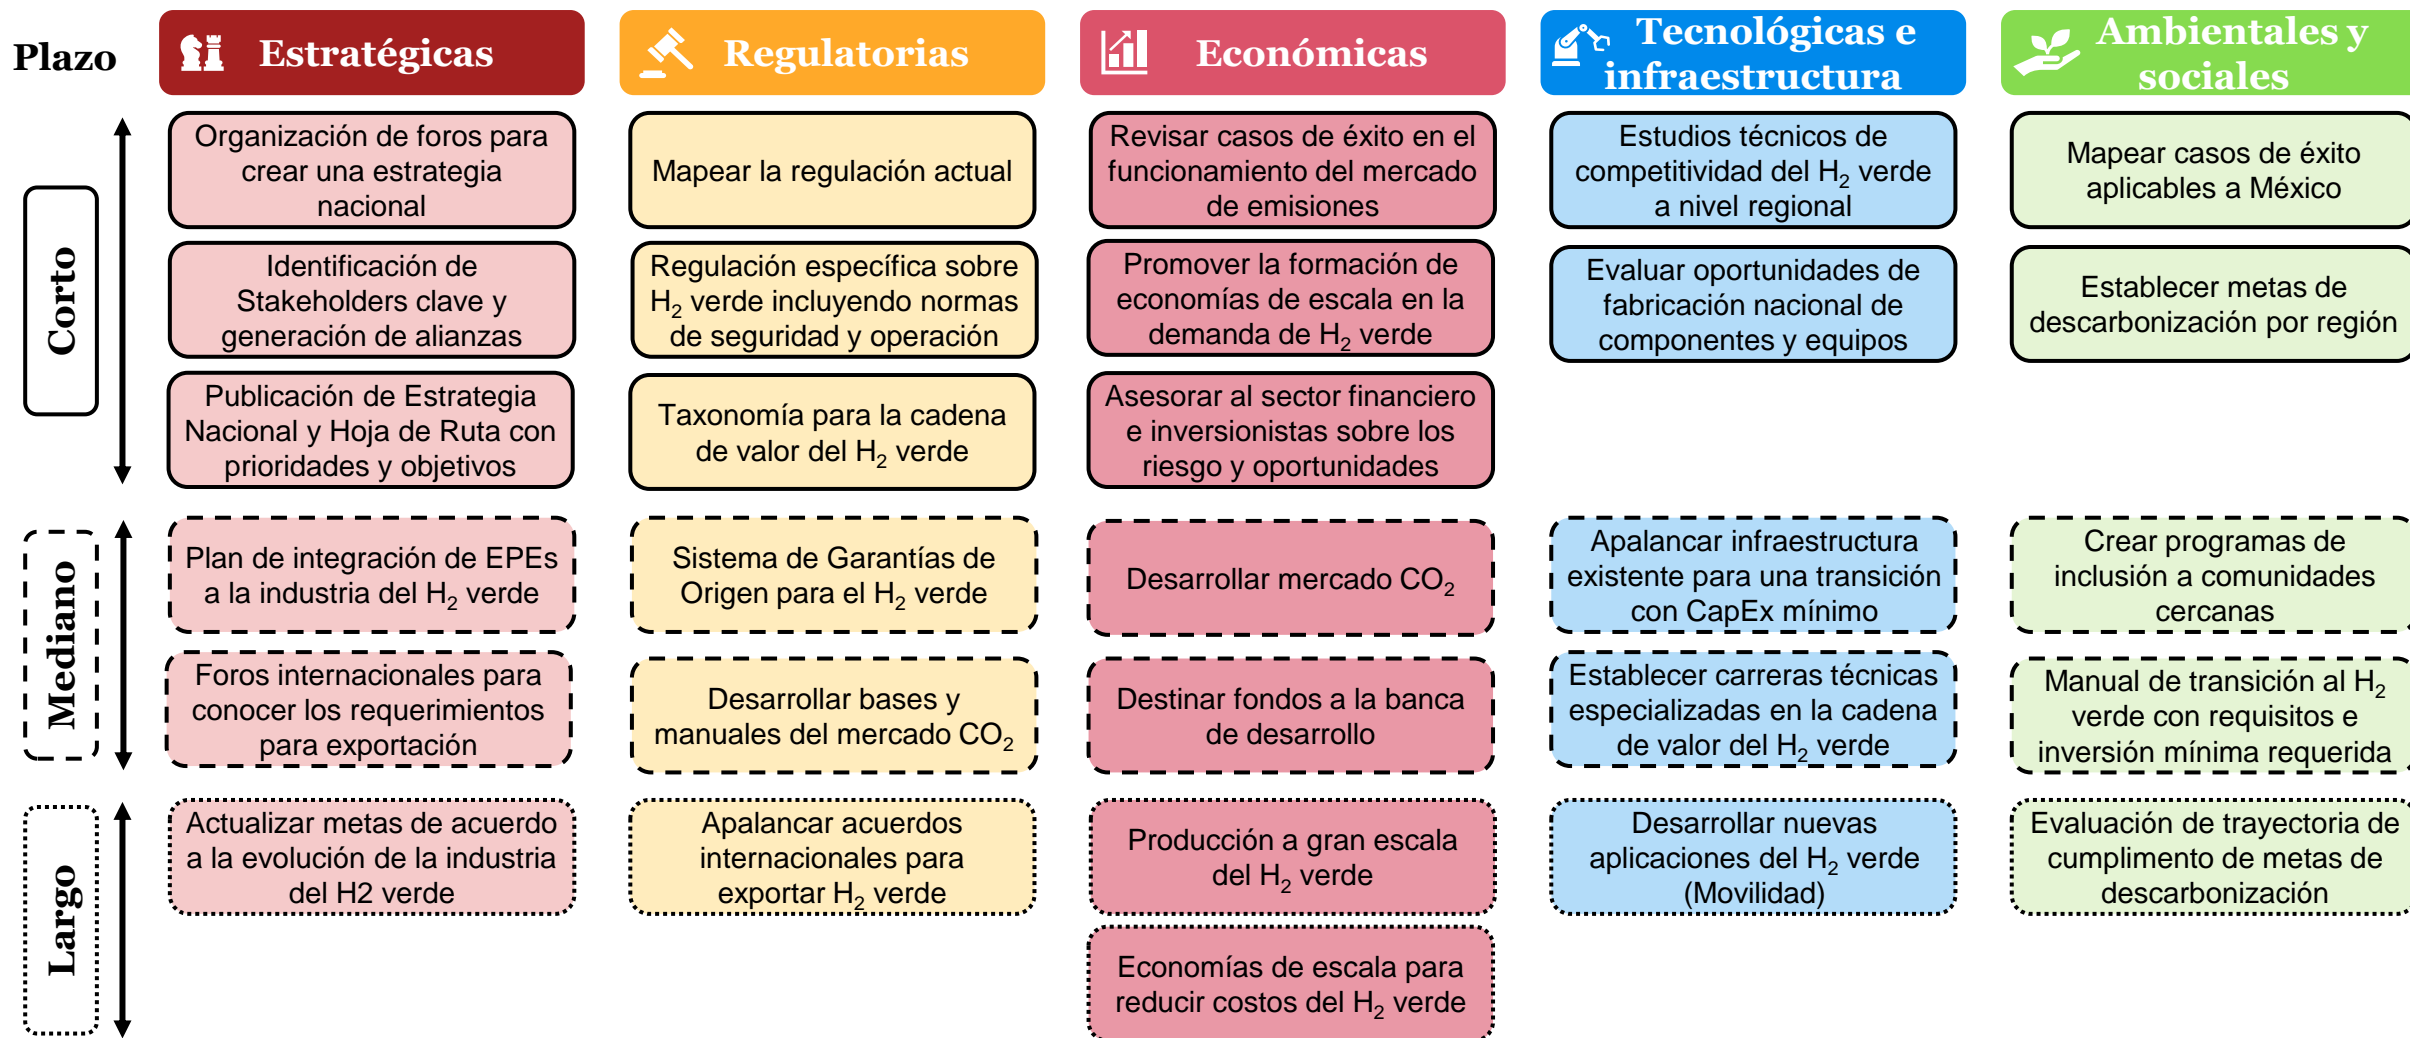 Plazo
Estratégicas
Regulatorias
Económicas
Tecnológicas e
infraestructura
Ambientales y
sociales
Corto
Organización de foros para
crear una estrategia
nacional
Mapear la regulación actual
Revisar casos de éxito en el
funcionamiento del mercado
de emisiones
Estudios técnicos de
competitividad del H₂ verde
a nivel regional
Mapear casos de éxito
aplicables a México
Identificación de
Stakeholders clave y
generación de alianzas
Regulación específica sobre
H₂ verde incluyendo normas
de seguridad y operación
Promover la formación de
economías de escala en la
demanda de H₂ verde
Evaluar oportunidades de
fabricación nacional de
componentes y equipos
Establecer metas de
descarbonización por región
Publicación de Estrategia
Nacional y Hoja de Ruta con
prioridades y objetivos
Taxonomía para la cadena
de valor del H₂ verde
Asesorar al sector financiero
e inversionistas sobre los
riesgo y oportunidades
Mediano
Plan de integración de EPEs
a la industria del H₂ verde
Sistema de Garantías de
Origen para el H₂ verde
Desarrollar mercado CO₂
Apalancar infraestructura
existente para una transición
con CapEx mínimo
Crear programas de
inclusión a comunidades
cercanas
Foros internacionales para
conocer los requerimientos
para exportación
Desarrollar bases y
manuales del mercado CO₂
Destinar fondos a la banca
de desarrollo
Establecer carreras técnicas
especializadas en la cadena
de valor del H₂ verde
Manual de transición al H₂
verde con requisitos e
inversión mínima requerida
Largo
Actualizar metas de acuerdo
a la evolución de la industria
del H2 verde
Apalancar acuerdos
internacionales para
exportar H₂ verde
Producción a gran escala
del H₂ verde
Desarrollar nuevas
aplicaciones del H₂ verde
(Movilidad)
Evaluación de trayectoria de
cumplimento de metas de
descarbonización
Economías de escala para
reducir costos del H₂ verde